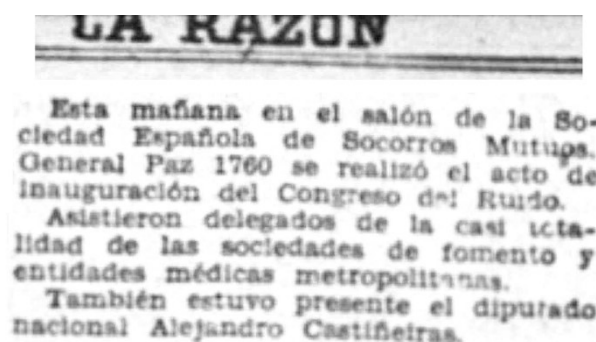 LA RAZON
Esta mañana en el salón de la So-
ciedad Española de Socorros Mutuos.
General Paz 1760 se realizó el acto de
inauguración del Congreso del Ruido.
Asistieron delegados de la casi tota-
lidad de las sociedades de fomento y
entidades médicas metropolitanas.
También estuvo presente el diputado
nacional Alejandro Castiñeiras.